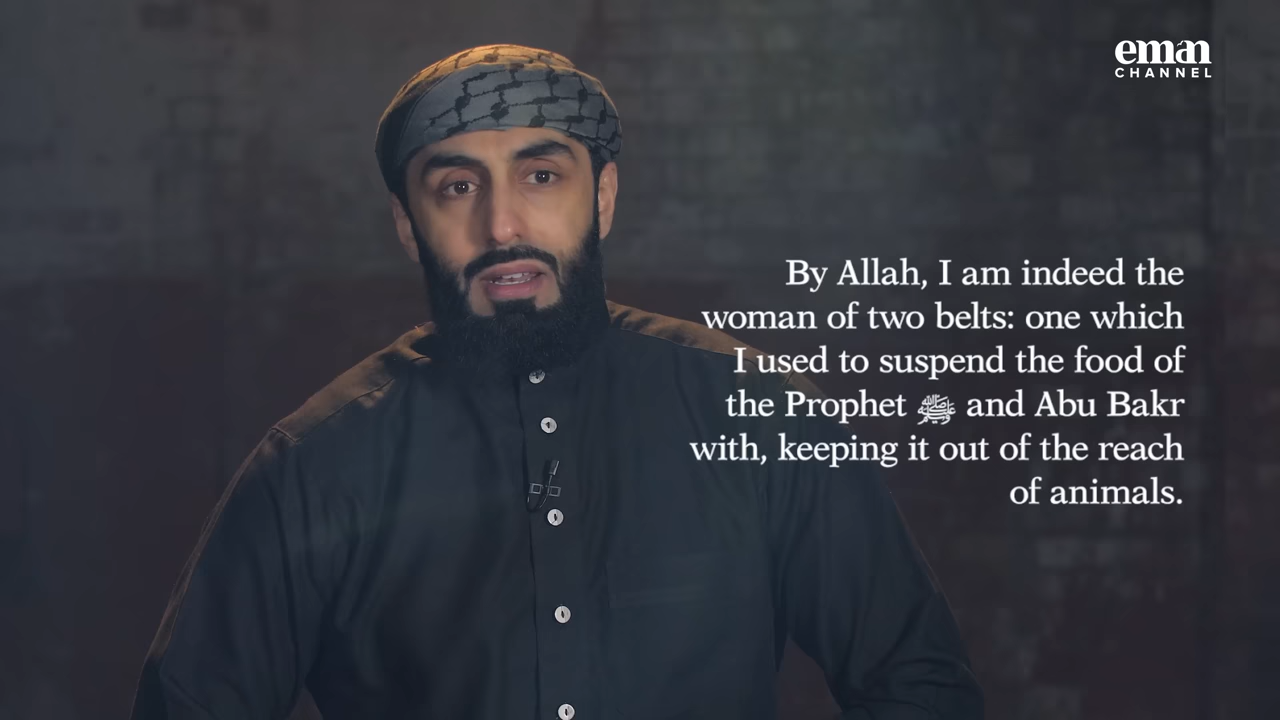 eman
CHANNEL
By Allah, I am indeed the
woman of two belts: one which
I used to suspend the food of
the Prophet ﷺ and Abu Bakr
with, keeping it out of the reach
of animals.